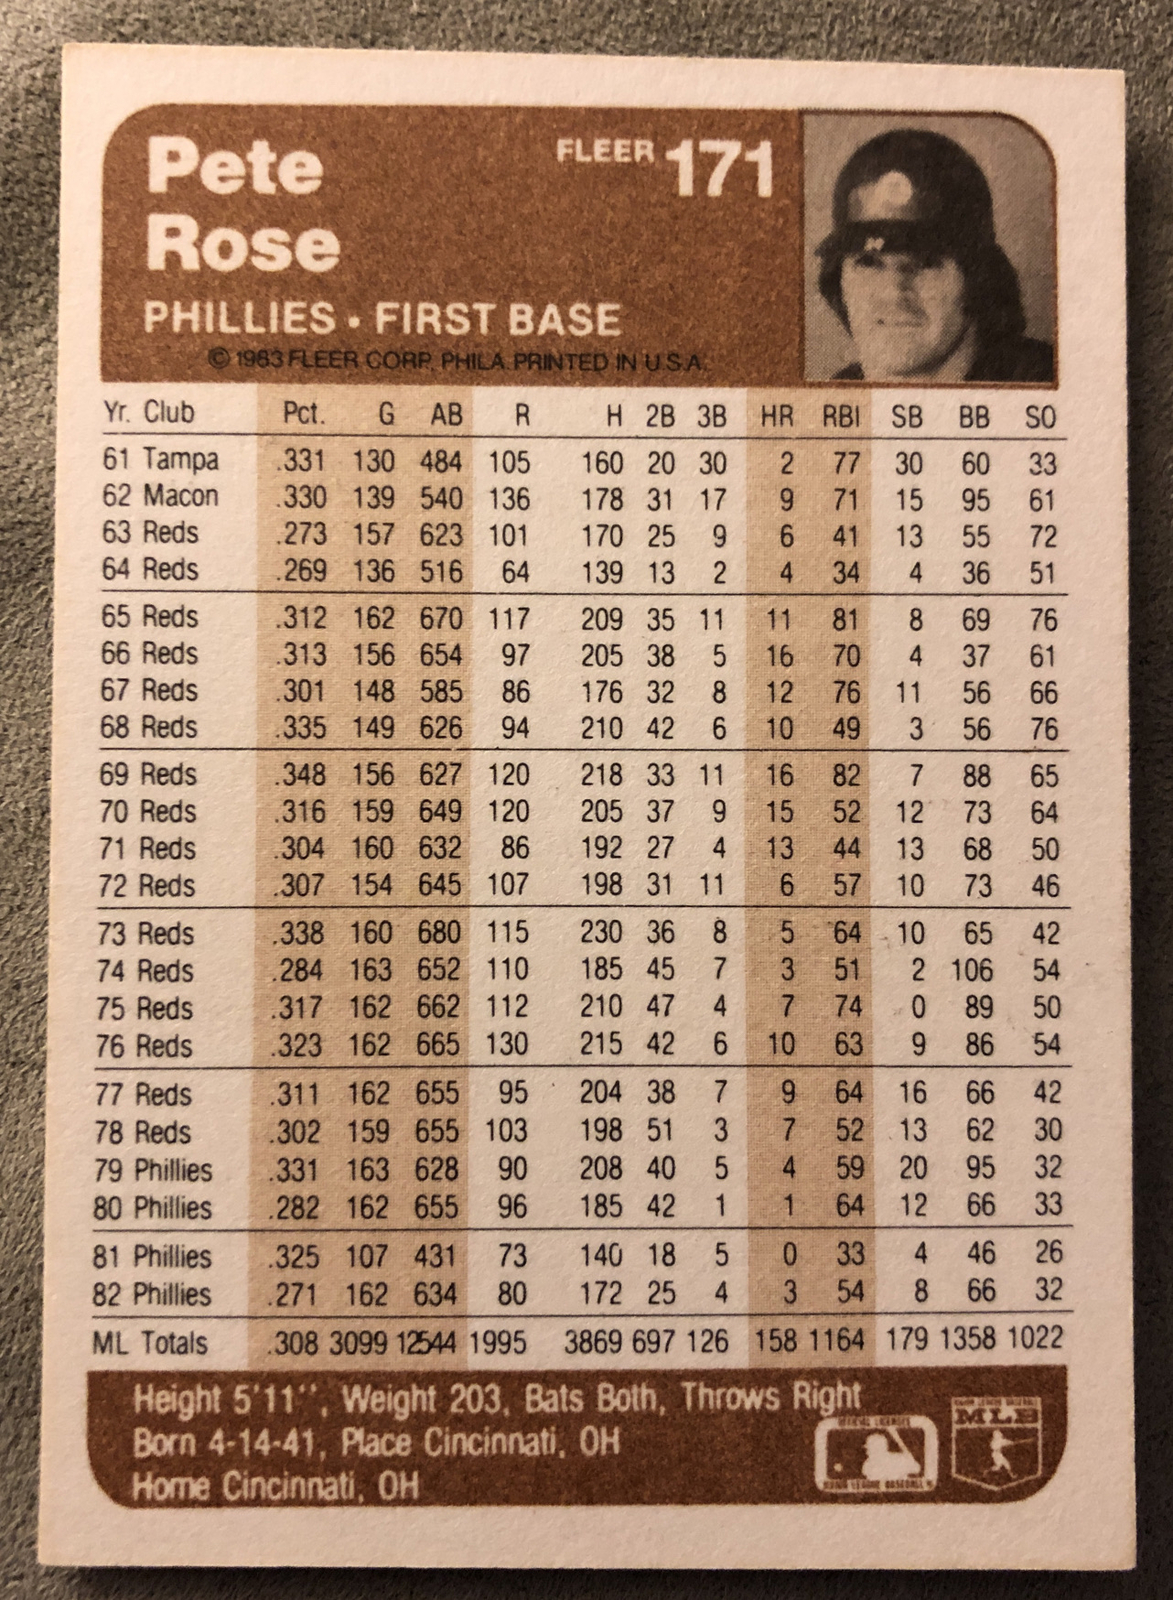 Pete
Rose
FLEER 171
PHILLIES • FIRST BASE
© 1983 FLEER CORP. PHILA. PRINTED IN U.S.A.
Yr. Club Pct. G AB R H 2B 3B HR RBI SB BB SO
61 Tampa .331 130 484 105 160 20 30 2 77 30 60 33
62 Macon .330 139 540 136 178 31 17 9 71 15 95 61
63 Reds .273 157 623 101 170 25 9 6 41 13 55 72
64 Reds .269 136 516 64 139 13 2 4 34 4 36 51
65 Reds .312 162 670 117 209 35 11 11 81 8 69 76
66 Reds .313 156 654 97 205 38 5 16 70 4 37 61
67 Reds .301 148 585 86 176 32 8 12 76 11 56 66
68 Reds .335 149 626 94 210 42 6 10 49 3 56 76
69 Reds .348 156 627 120 218 33 11 16 82 7 88 65
70 Reds .316 159 649 120 205 37 9 15 52 12 73 64
71 Reds .304 160 632 86 192 27 4 13 44 13 68 50
72 Reds .307 154 645 107 198 31 11 6 57 10 73 46
73 Reds .338 160 680 115 230 36 8 5 64 10 65 42
74 Reds .284 163 652 110 185 45 7 3 51 2 106 54
75 Reds .317 162 662 112 210 47 4 7 74 0 89 50
76 Reds .323 162 665 130 215 42 6 10 63 9 86 54
77 Reds .311 162 655 95 204 38 7 9 64 16 66 42
78 Reds .302 159 655 103 198 51 3 7 52 13 62 30
79 Phillies .331 163 628 90 208 40 5 4 59 20 95 32
80 Phillies .282 162 655 96 185 42 1 1 64 12 66 33
81 Phillies .325 107 431 73 140 18 5 0 33 4 46 26
82 Phillies .271 162 634 80 172 25 4 3 54 8 66 32
ML Totals .308 3099 12544 1995 3869 697 126 158 1164 179 1358 1022
Height 5'11'', Weight 203, Bats Both, Throws Right
Born 4-14-41, Place Cincinnati, OH
Home Cincinnati, OH
OFFICIAL LICENSEE
MAJOR LEAGUE BASEBALL
MLB